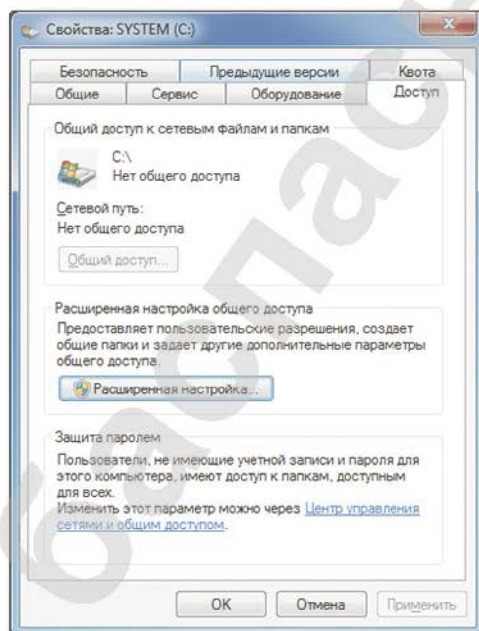 Свойства: SYSTEM (C:)
Безопасность Предыдущие версии Квота
Общие Сервис Оборудование Доступ
Общий доступ к сетевым файлам и папкам
C:\
Нет общего доступа
Сетевой путь:
Нет общего доступа
Общий доступ...
Расширенная настройка общего доступа
Предоставляет пользовательские разрешения, создает
общие папки и задает другие дополнительные параметры
общего доступа.
Расширенная настройка...
Защита паролем
Пользователи, не имеющие учетной записи и пароля для
этого компьютера, имеют доступ к папкам, доступным
для всех.
Изменить этот параметр можно через Центр управления
сетями и общим доступом.
OK Отмена Применить